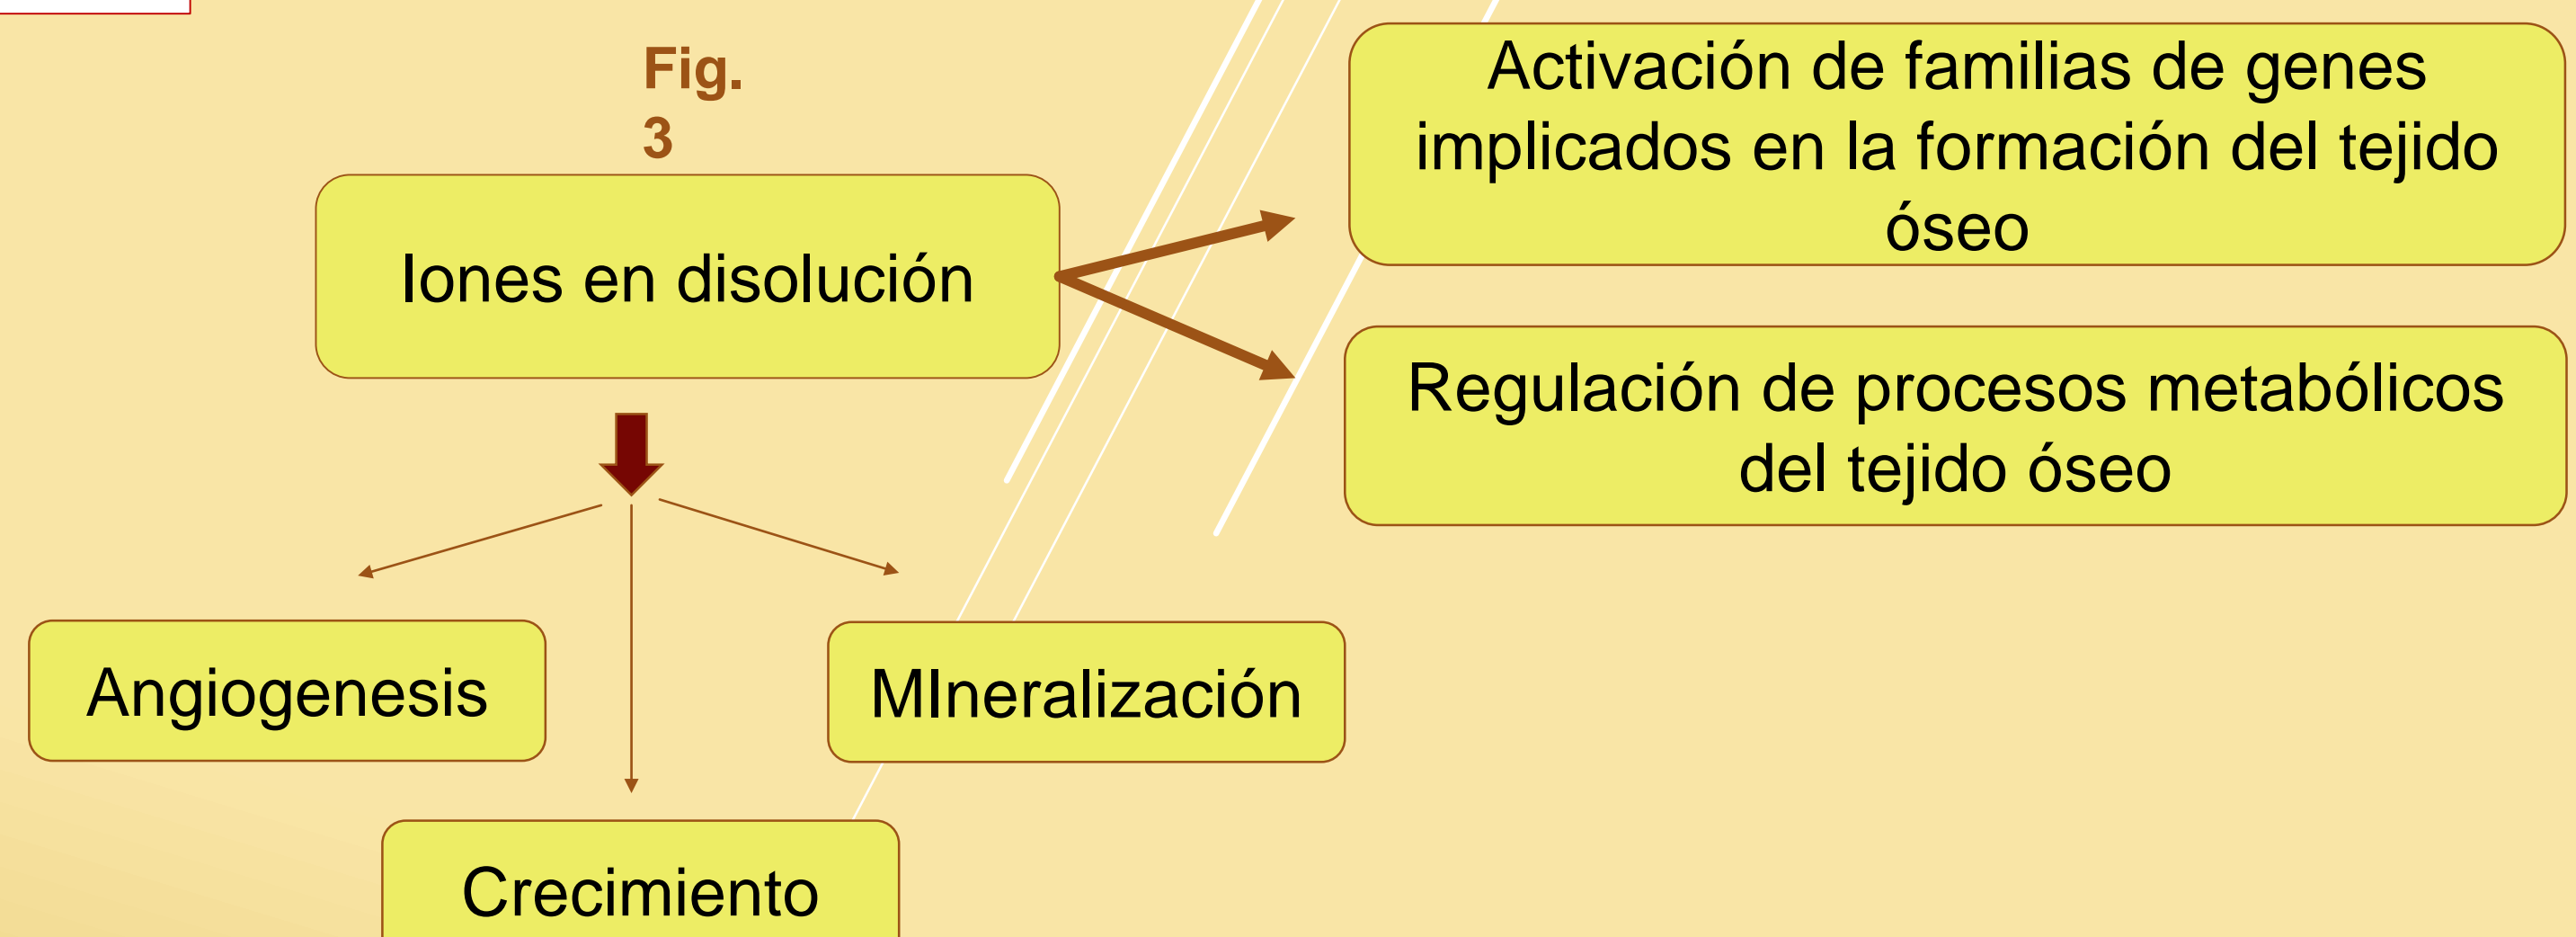 Fig.
3
Activación de familias de genes
implicados en la formación del tejido
óseo
Iones en disolución
Regulación de procesos metabólicos
del tejido óseo
Angiogenesis
MIneralización
Crecimiento